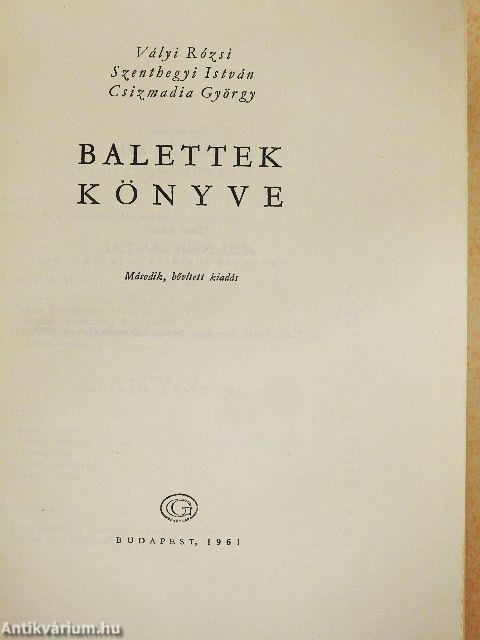 Vályi Rózsi
Szenthegyi István
Csizmadia György
BALETTEK
KÖNYVE
Második, bővített kiadás
G
BUDAPEST, 1961
Antikvárium.hu